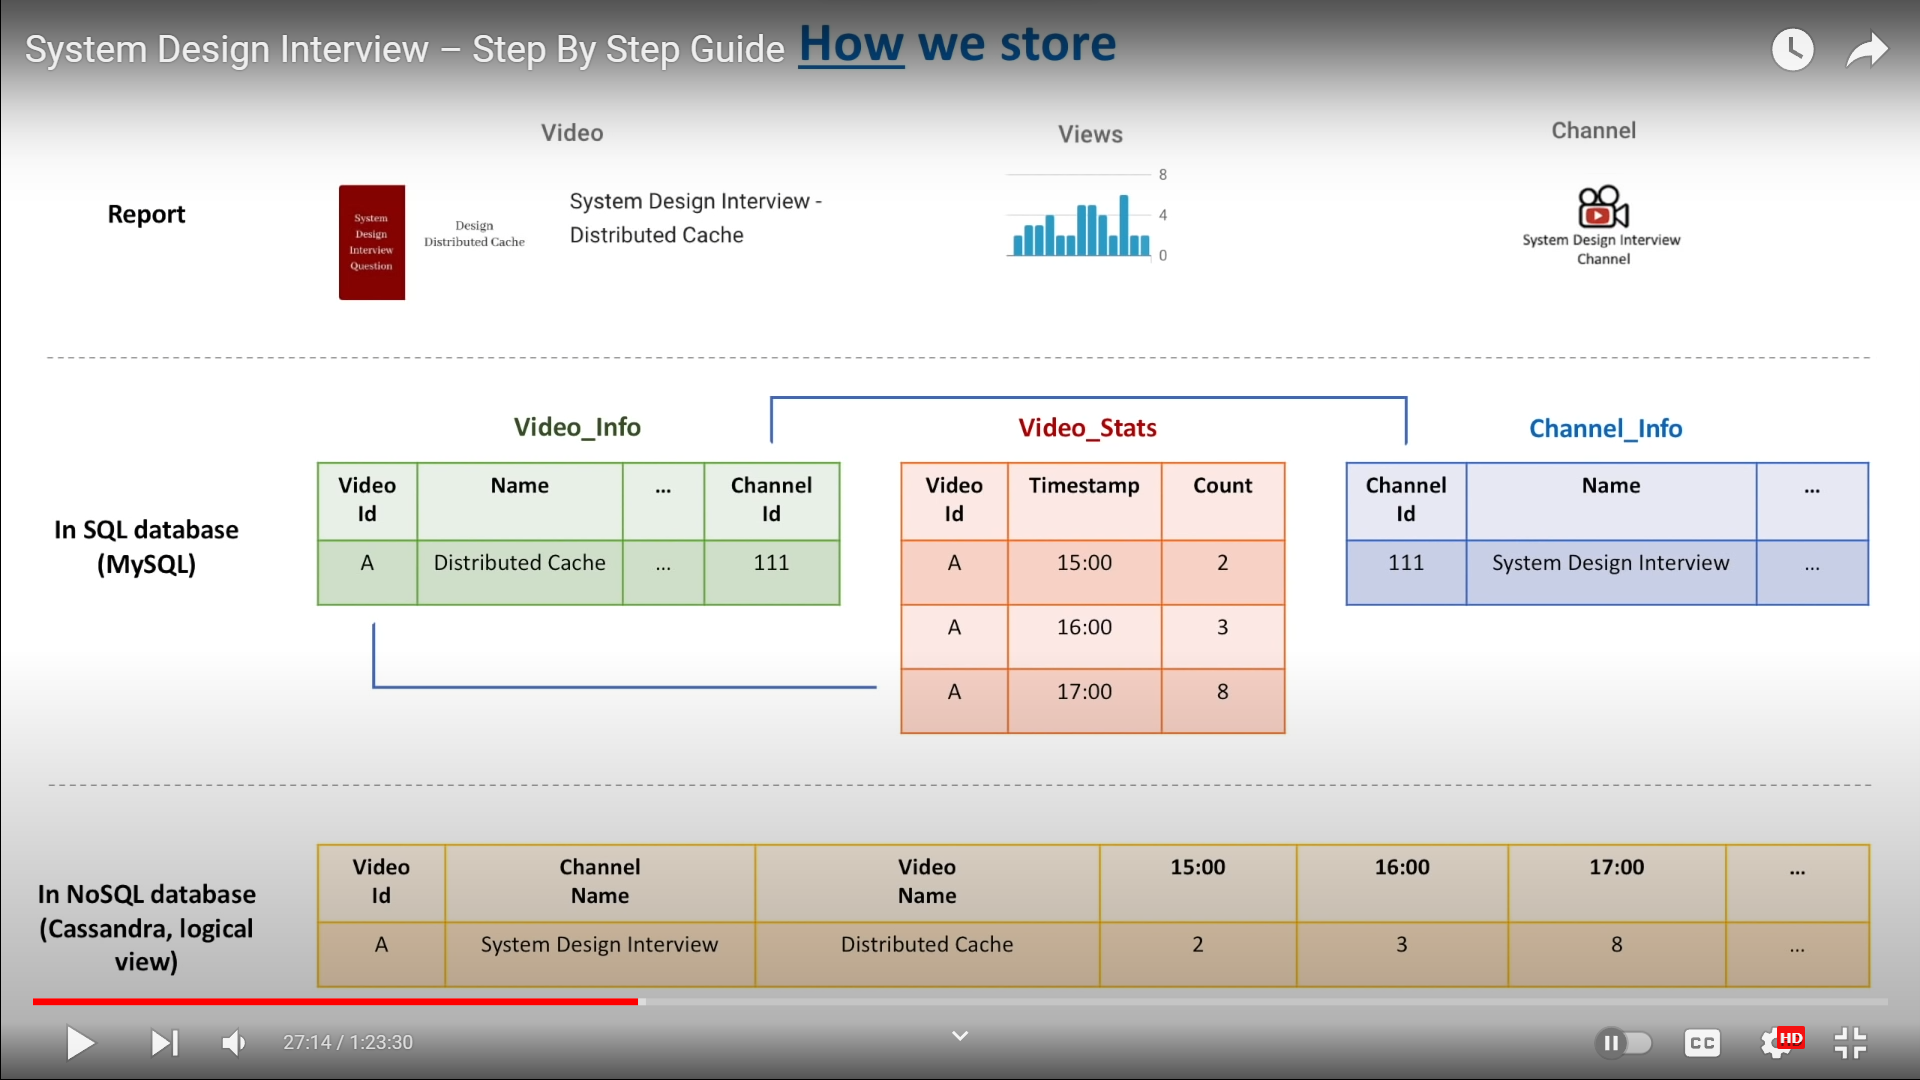 System Design Interview – Step By Step Guide
How we store
Video
Views
Channel
Report
System
Design
Interview
Question
Design
Distributed Cache
System Design Interview -
Distributed Cache
8
4
0
System Design Interview
Channel
Video_Info
Video_Stats
Channel_Info
In SQL database
(MySQL)
Video
Id
Name
...
Channel
Id
A
Distributed Cache
...
111
Video
Id
Timestamp
Count
A
15:00
2
A
16:00
3
A
17:00
8
Channel
Id
Name
...
111
System Design Interview
...
In NoSQL database
(Cassandra, logical
view)
Video
Id
Channel
Name
Video
Name
15:00
16:00
17:00
...
A
System Design Interview
Distributed Cache
2
3
8
...
27:14 / 1:23:30
CC
HD